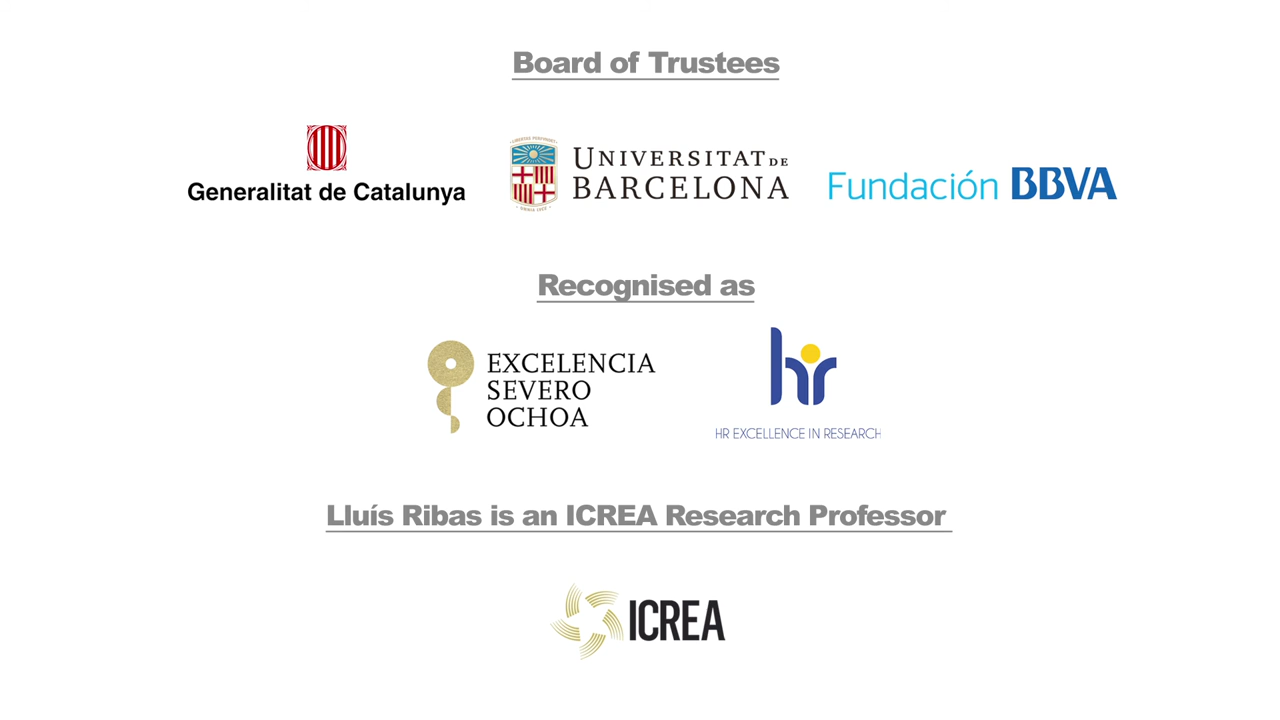 Board of Trustees
Generalitat de Catalunya
UNIVERSITAT DE
BARCELONA
Fundación BBVA
Recognised as
EXCELENCIA
SEVERO
OCHOA
hr
HR EXCELLENCE IN RESEARCH
Lluís Ribas is an ICREA Research Professor
ICREA